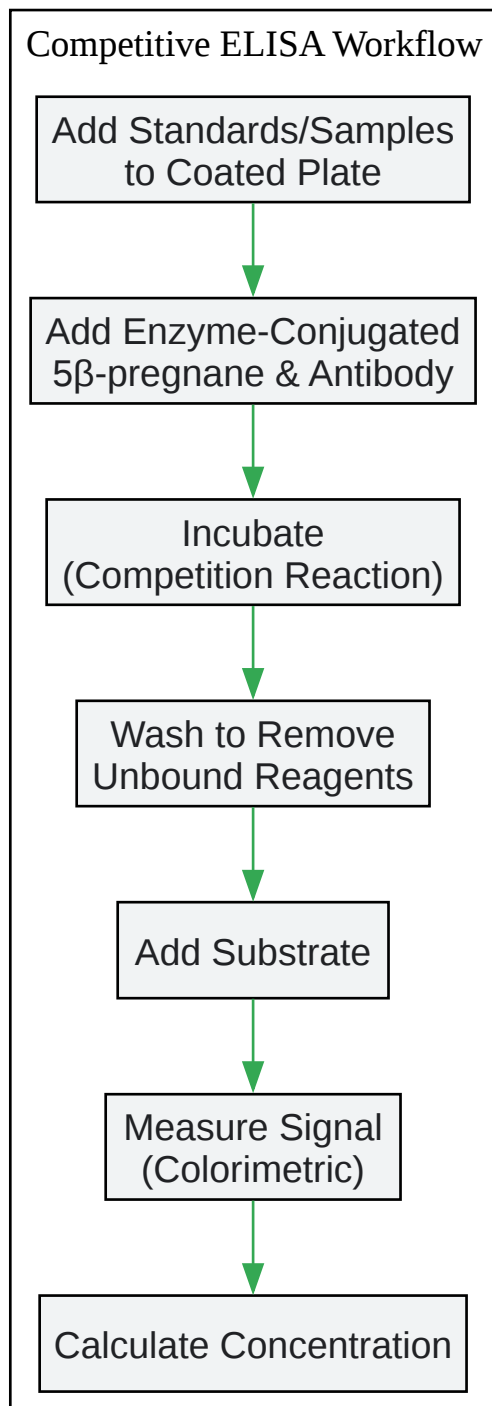 Competitive ELISA Workflow
Add Standards/Samples
to Coated Plate
Add Enzyme-Conjugated
5β-pregnane & Antibody
Incubate
(Competition Reaction)
Wash to Remove
Unbound Reagents
Add Substrate
Measure Signal
(Colorimetric)
Calculate Concentration